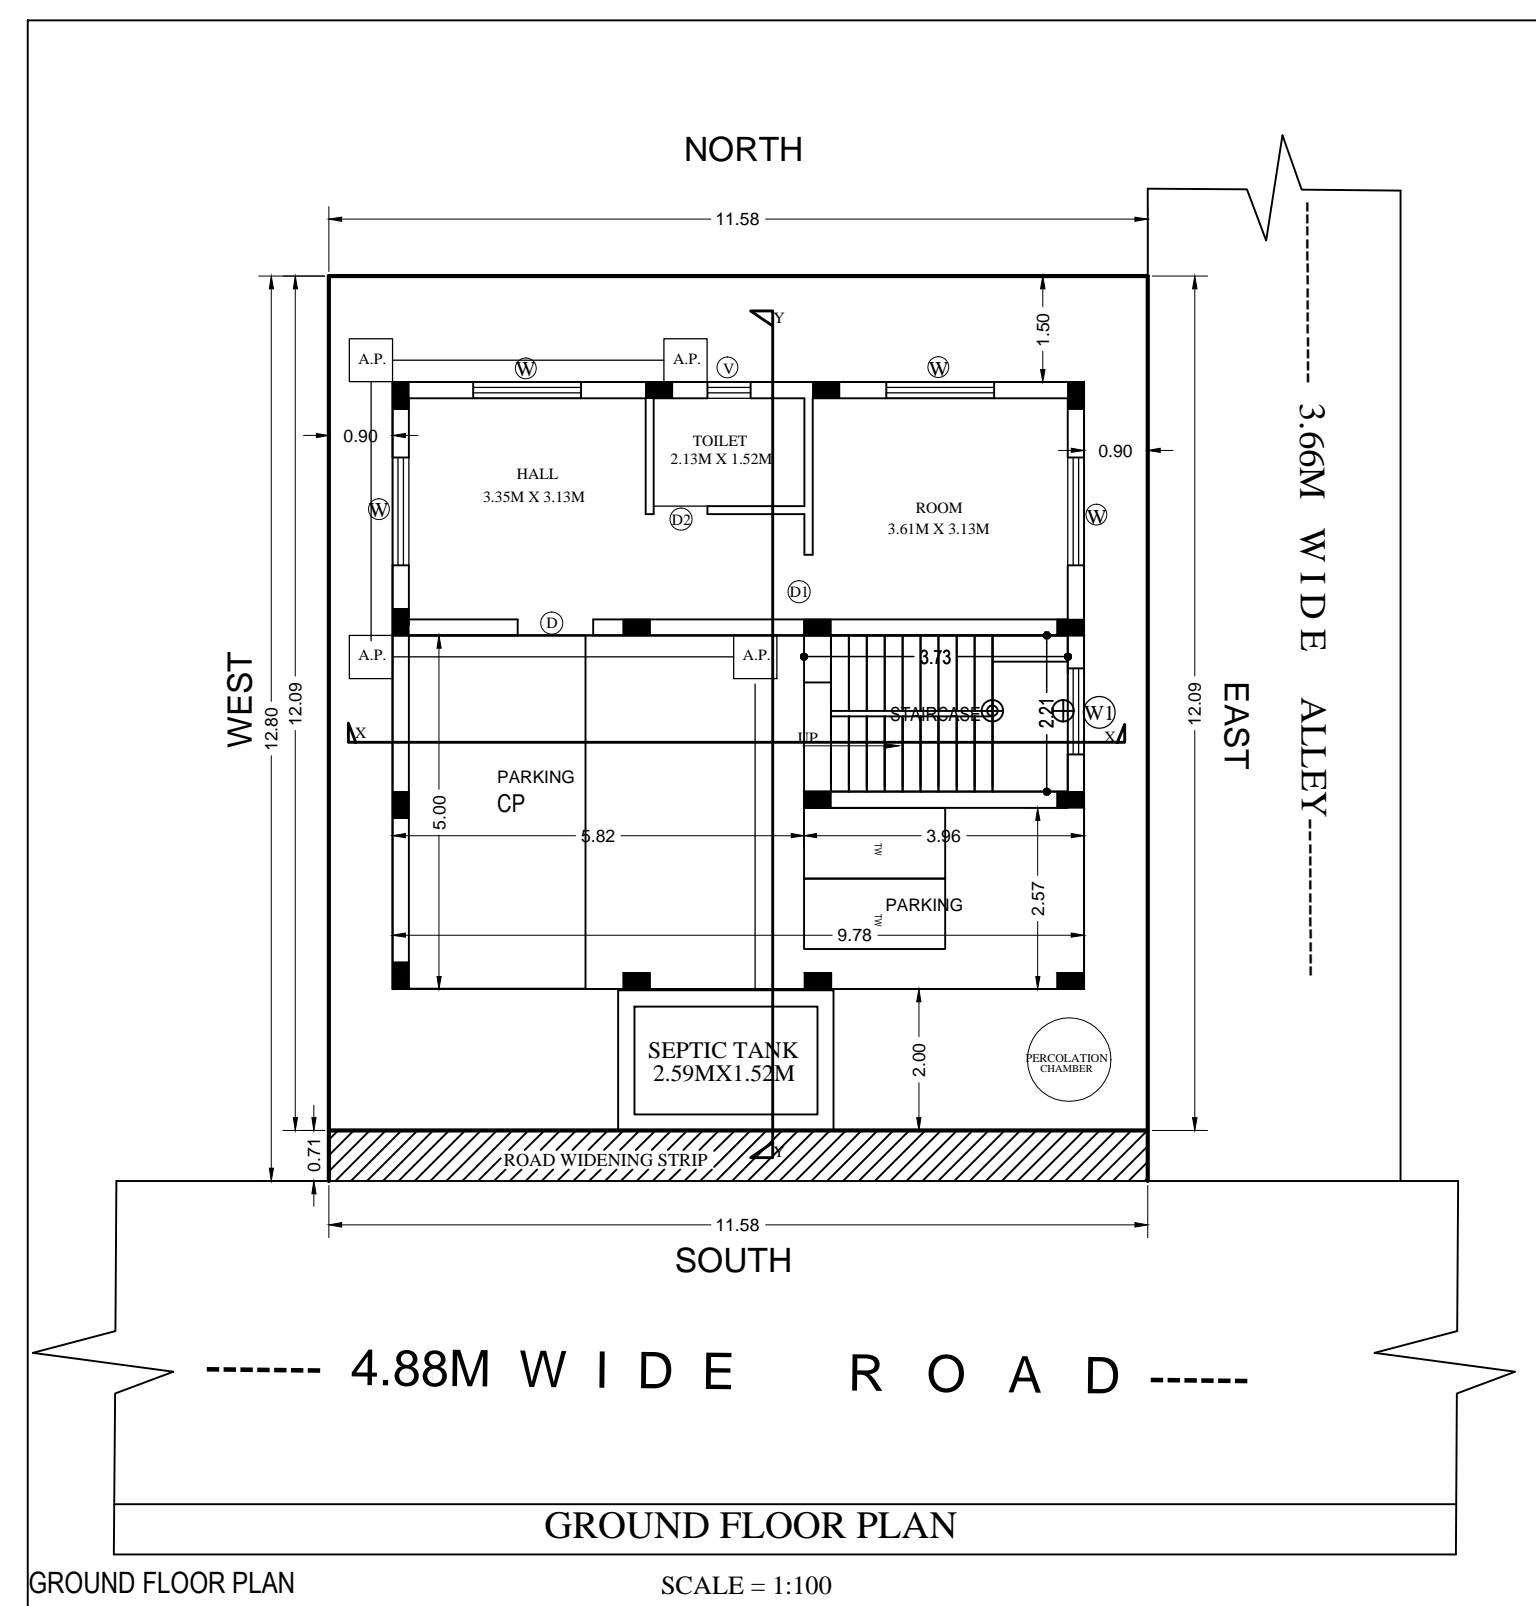 NORTH
11.58
1.50
Y
A.P.
A.P.
W
V
W
0.90
0.90
TOILET
2.13M X 1.52M
HALL
3.35M X 3.13M
ROOM
3.61M X 3.13M
W
W
D2
D1
D
3.66M WIDE ALLEY
A.P.
A.P.
3.73
WEST
12.80
12.09
STAIRCASE
2.21
W1
EAST
12.09
X
UP
X
PARKING
CP
5.00
5.82
3.96
TW
PARKING
TW
2.57
9.78
SEPTIC TANK
2.59MX1.52M
2.00
PERCOLATION
CHAMBER
0.71
ROAD WIDENING STRIP
Y
11.58
SOUTH
------ 4.88M WIDE ROAD ------
GROUND FLOOR PLAN
GROUND FLOOR PLAN
SCALE = 1:100